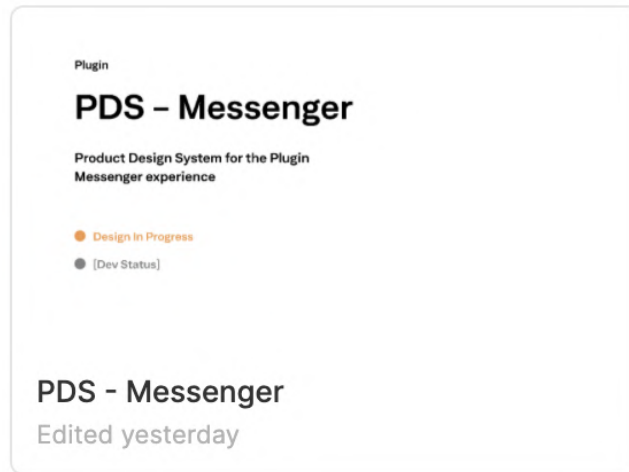 Plugin
PDS – Messenger
Product Design System for the Plugin
Messenger experience
Design In Progress
[Dev Status]
PDS - Messenger
Edited yesterday